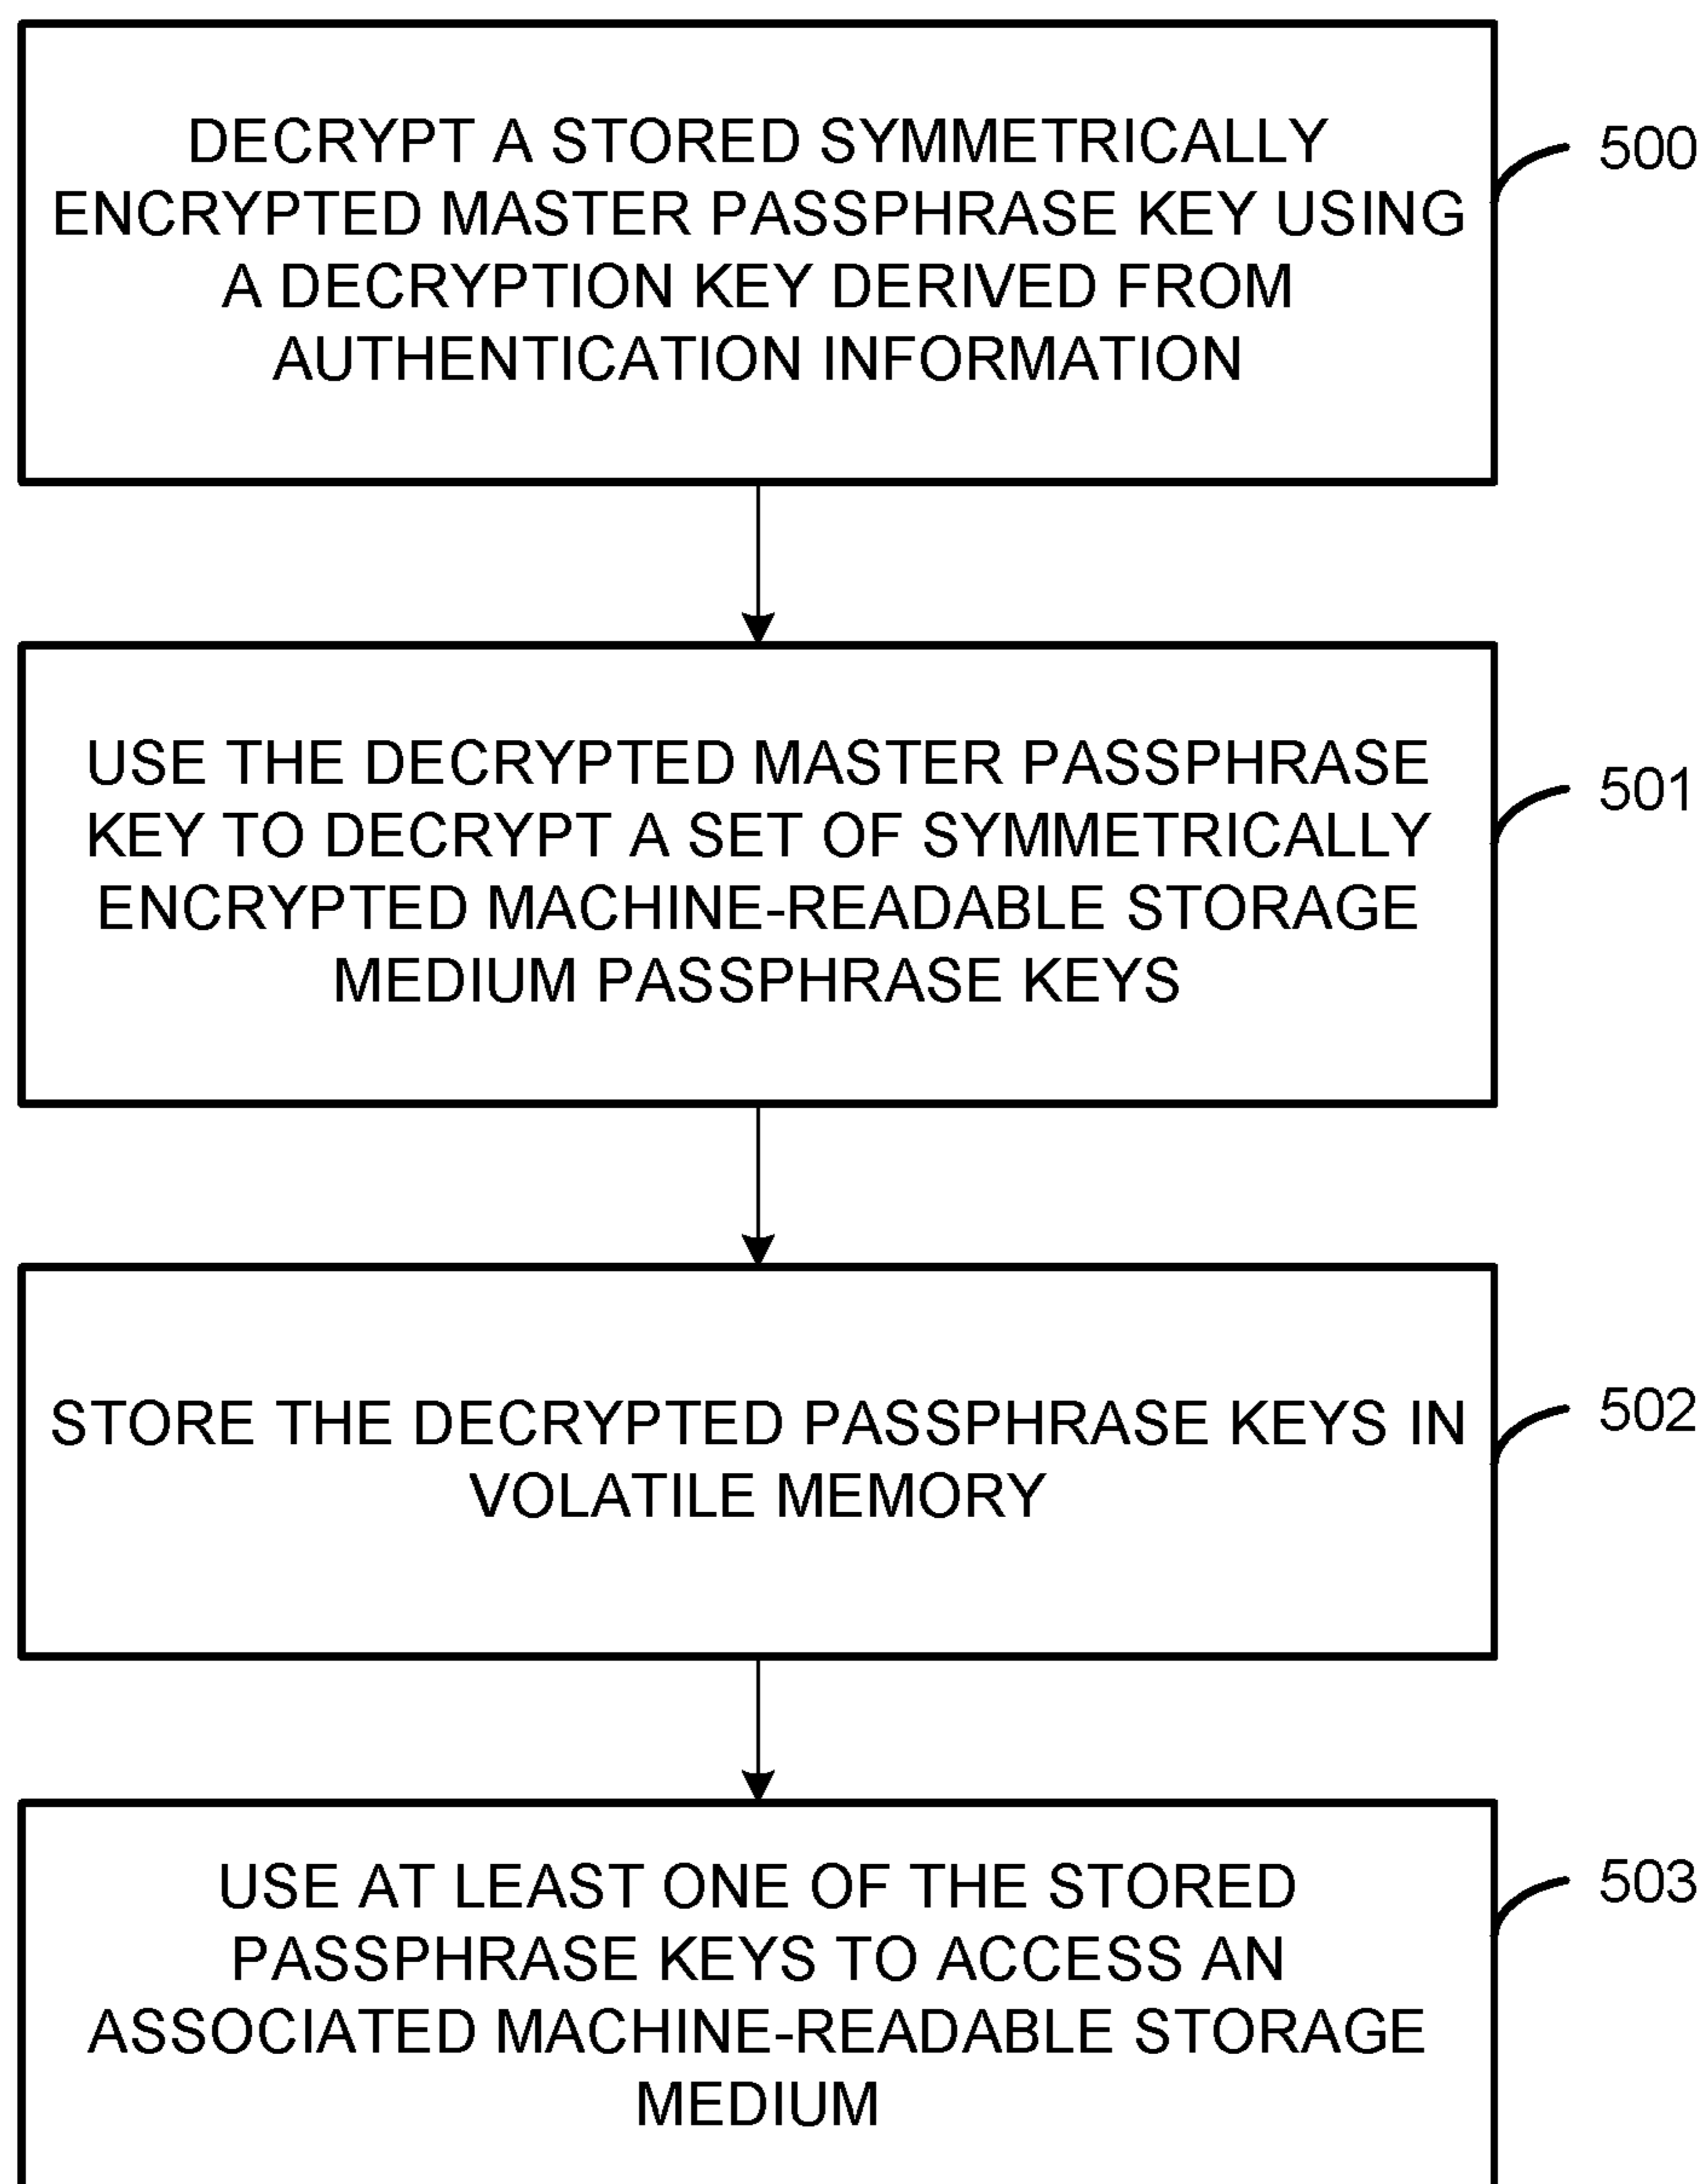 DECRYPT A STORED SYMMETRICALLY
ENCRYPTED MASTER PASSPHRASE KEY USING
A DECRYPTION KEY DERIVED FROM
AUTHENTICATION INFORMATION
500
USE THE DECRYPTED MASTER PASSPHRASE
KEY TO DECRYPT A SET OF SYMMETRICALLY
ENCRYPTED MACHINE-READABLE STORAGE
MEDIUM PASSPHRASE KEYS
501
STORE THE DECRYPTED PASSPHRASE KEYS IN
VOLATILE MEMORY
502
USE AT LEAST ONE OF THE STORED
PASSPHRASE KEYS TO ACCESS AN
ASSOCIATED MACHINE-READABLE STORAGE
MEDIUM
503